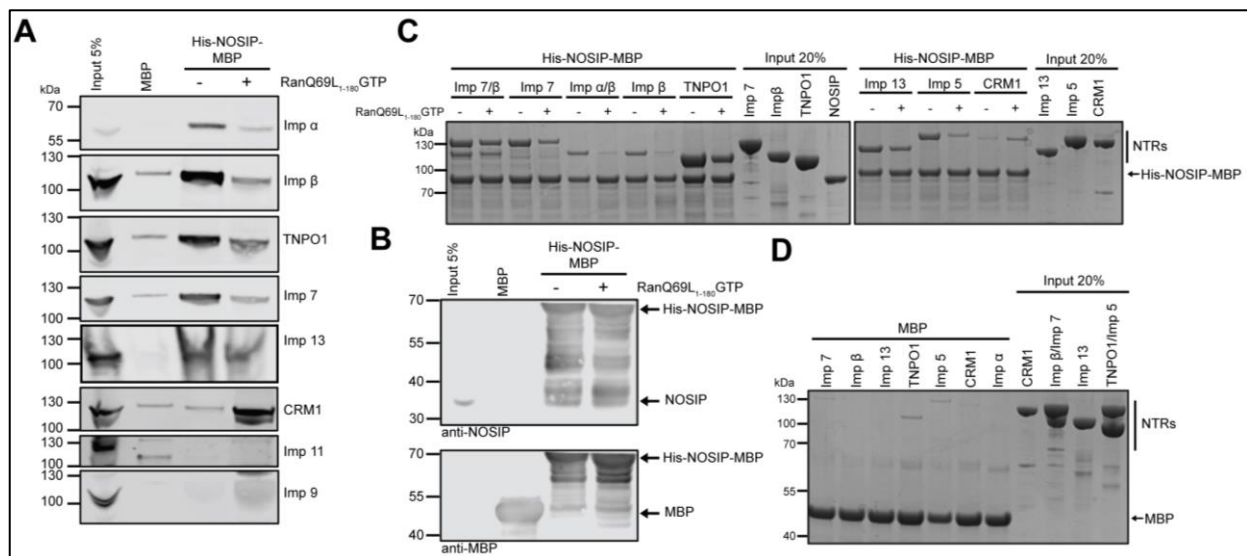 A
Input 5%
MBP
His-NOSIP-
MBP
- +
RanQ69L1-180GTP
kDa
70
55
Imp α
130
100
Imp β
130
100
TNPO1
130
100
Imp 7
130
100
Imp 13
130
100
CRM1
130
100
Imp 11
130
100
Imp 9
C
His-NOSIP-MBP
Input 20%
Imp 7/β
Imp 7
Imp α/β
Imp β
TNPO1
Imp 7
Impβ
TNPO1
NOSIP
RanQ69L1-180GTP
- + - + - + - + - +
kDa
130
100
70
His-NOSIP-MBP
Input 20%
Imp 13
Imp 5
CRM1
Imp 13
Imp 5
CRM1
- + - + - +
NTRs
His-NOSIP-MBP
B
Input 5%
MBP
His-NOSIP-
MBP
- +
RanQ69L1-180GTP
70
55
40
30
His-NOSIP-MBP
NOSIP
anti-NOSIP
70
55
40
His-NOSIP-MBP
MBP
anti-MBP
D
MBP
Input 20%
Imp 7
Imp β
Imp 13
TNPO1
Imp 5
CRM1
Imp α
CRM1
Imp β/Imp 7
Imp 13
TNPO1/Imp 5
kDa
130
100
70
55
40
NTRs
MBP